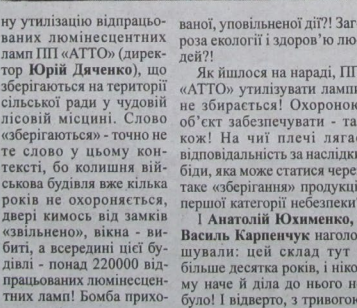 ну утилізацію відпрацьо-
ваних люмінесцентних
ламп ПП «АТТО» (дирек-
тор Юрій Дяченко), що
зберігаються на території
сільської ради у чудовій
лісовій місцині. Слово
«зберігаються» - точно не
те слово у цьому кон-
тексті, бо колишня вій-
ськова будівля вже кілька
років не охороняється,
двері кимось від замків
«звільнено», вікна - ви-
биті, а всередині цієї бу-
дівлі - понад 220000 від-
працьованих люмінесцен-
тних ламп! Бомба прихо-
ваної, уповільненої дії?! Заг
роза екології і здоров’ю лю
дей?!
Як йшлося на нараді, ПП
«АТТО» утилізувати лампи
не збирається! Охороною
об’єкт забезпечувати - та
кож! На чиї плечі ляга
відповідальність за наслідки
біди, яка може статися чере
таке «зберігання» продукці
першої категорії небезпеки
І Анатолій Юхименко,
Василь Карпенчук наголо
шували: цей склад тут
більше десятка років, і ніко
му наче й діла до нього н
було! І відверто, з тривого